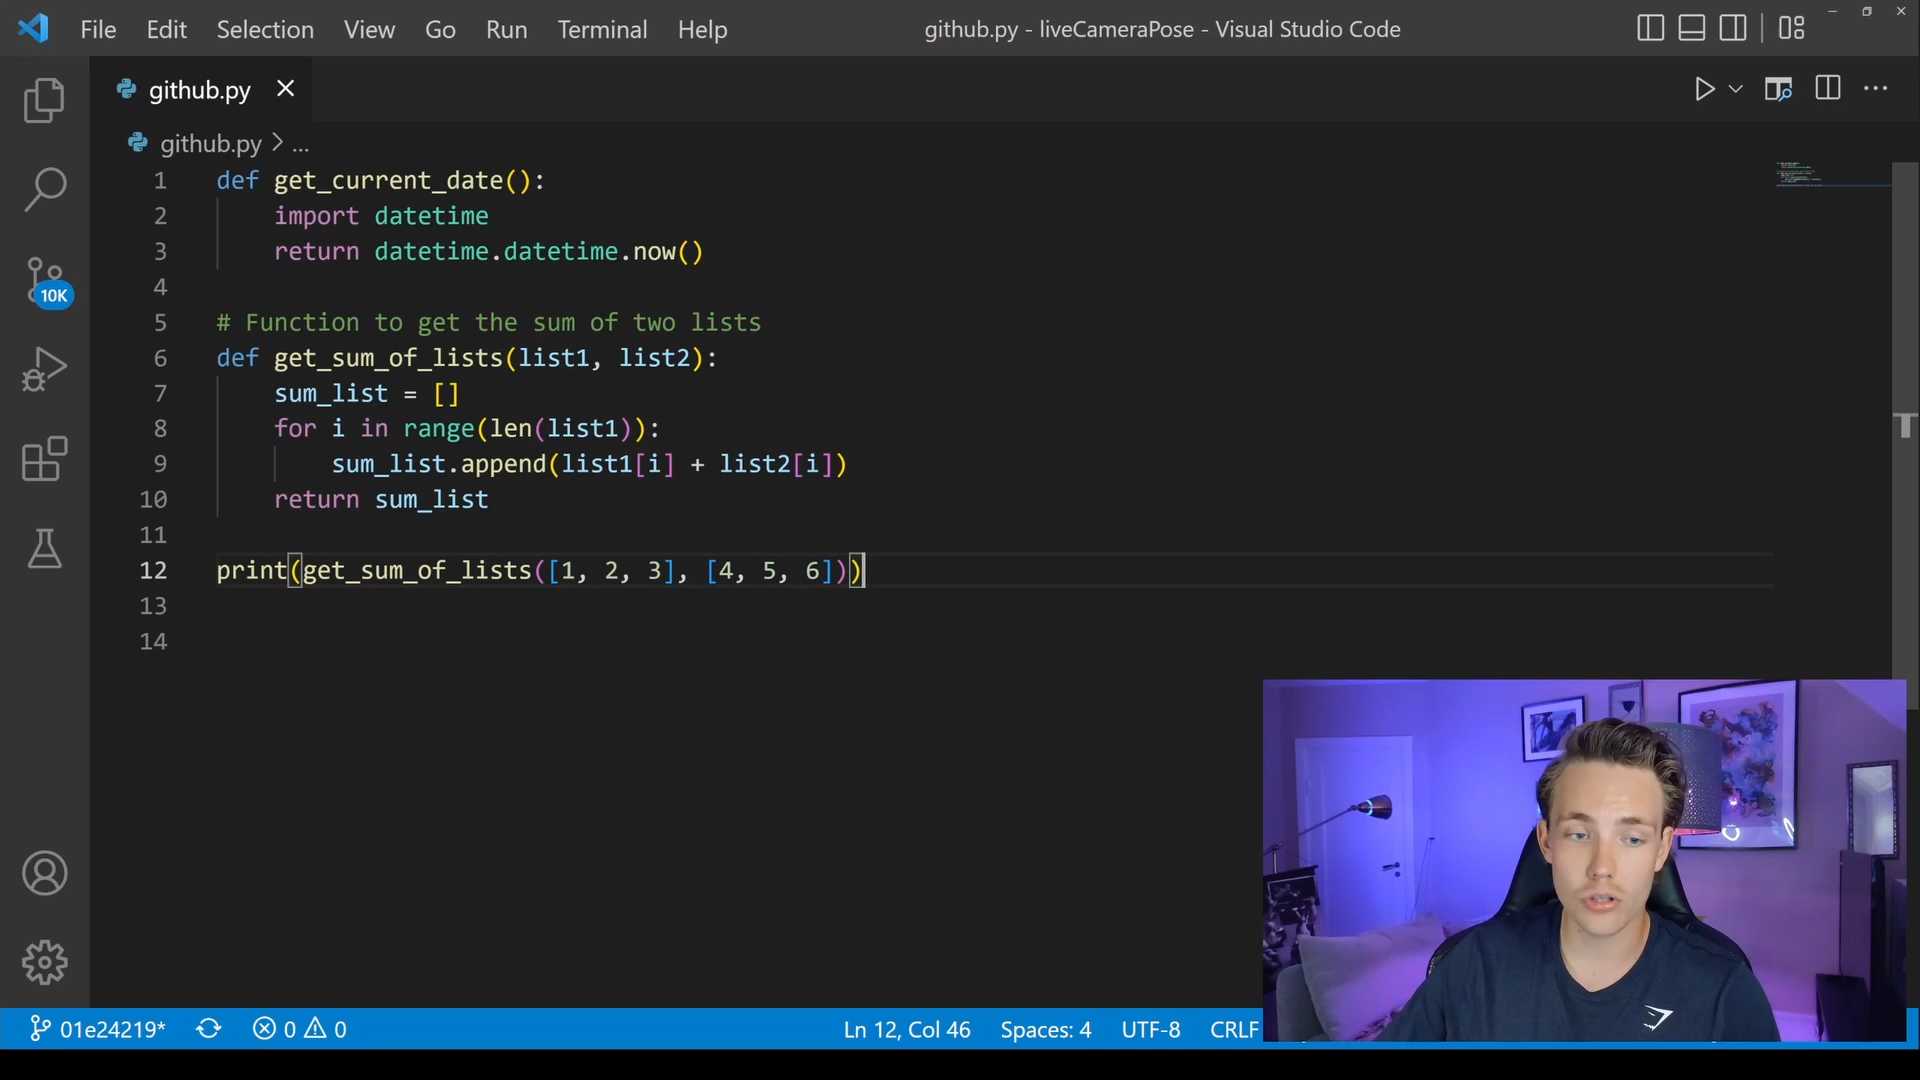 File Edit Selection View Go Run Terminal Help github.py - liveCameraPose - Visual Studio Code
github.py
github.py > ...
1 def get_current_date():
2 import datetime
3 return datetime.datetime.now()
4
5 # Function to get the sum of two lists
6 def get_sum_of_lists(list1, list2):
7 sum_list = []
8 for i in range(len(list1)):
9 sum_list.append(list1[i] + list2[i])
10 return sum_list
11
12 print(get_sum_of_lists([1, 2, 3], [4, 5, 6]))
13
14
10K
01e24219* 0 0 Ln 12, Col 46 Spaces: 4 UTF-8 CRLF